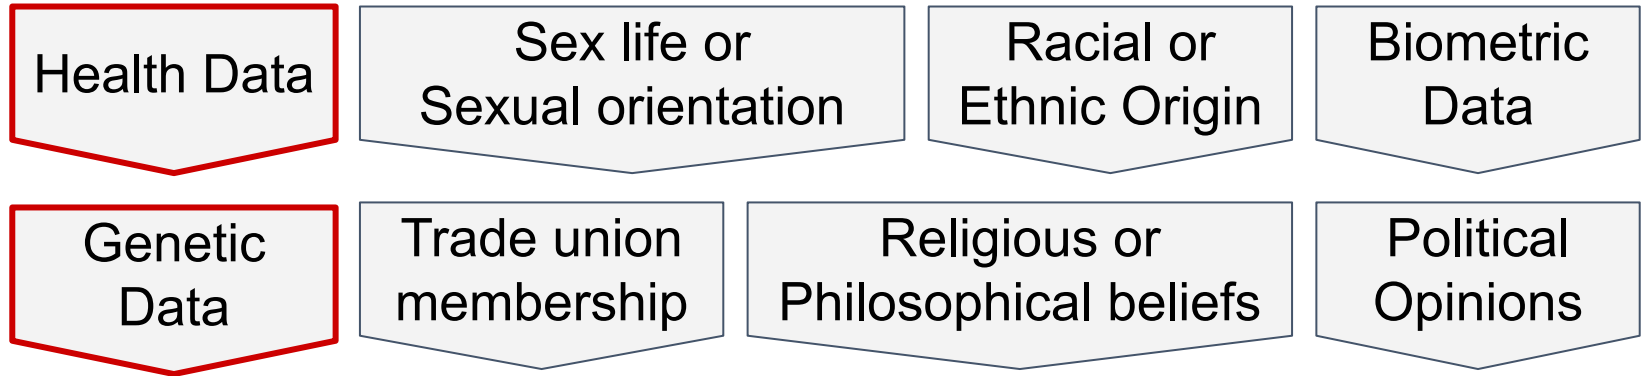 Health Data
Sex life or
Sexual orientation
Racial or
Ethnic Origin
Biometric
Data
Genetic
Data
Trade union
membership
Religious or
Philosophical beliefs
Political
Opinions